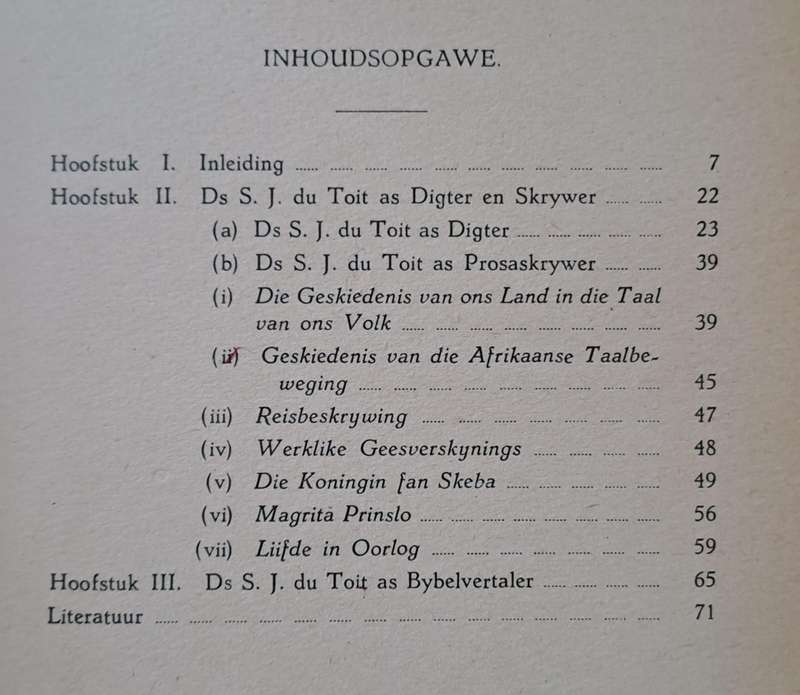 INHOUDSOPGAWE.
Hoofstuk I. Inleiding ...... ...... ...... ...... ...... ...... ...... ...... ...... ...... ...... 7
Hoofstuk II. Ds S. J. du Toit as Digter en Skrywer ...... ...... 22
(a) Ds S. J. du Toit as Digter ...... ...... ...... ...... ...... 23
(b) Ds S. J. du Toit as Prosaskrywer ...... ...... 39
(i) Die Geskiedenis van ons Land in die Taal
van ons Volk ...... ...... ...... ...... ...... ...... ...... ...... 39
(ii) Geskiedenis van die Afrikaanse Taalbe-
weging ...... ...... ...... ...... ...... ...... ...... ...... ...... 45
(iii) Reisbeskrywing ...... ...... ...... ...... ...... ...... ...... 47
(iv) Werklike Geesverskynings ...... ...... ...... ...... 48
(v) Die Koningin fan Skeba ...... ...... ...... ...... ...... 49
(vi) Magrita Prinslo ...... ...... ...... ...... ...... ...... ...... ...... 56
(vii) Liifde in Oorlog ...... ...... ...... ...... ...... ...... ...... 59
Hoofstuk III. Ds S. J. du Toit as Bybelvertaler ...... ...... ...... ...... 65
Literatuur ...... ...... ...... ...... ...... ...... ...... ...... ...... ...... ...... ...... ...... ...... ...... 71